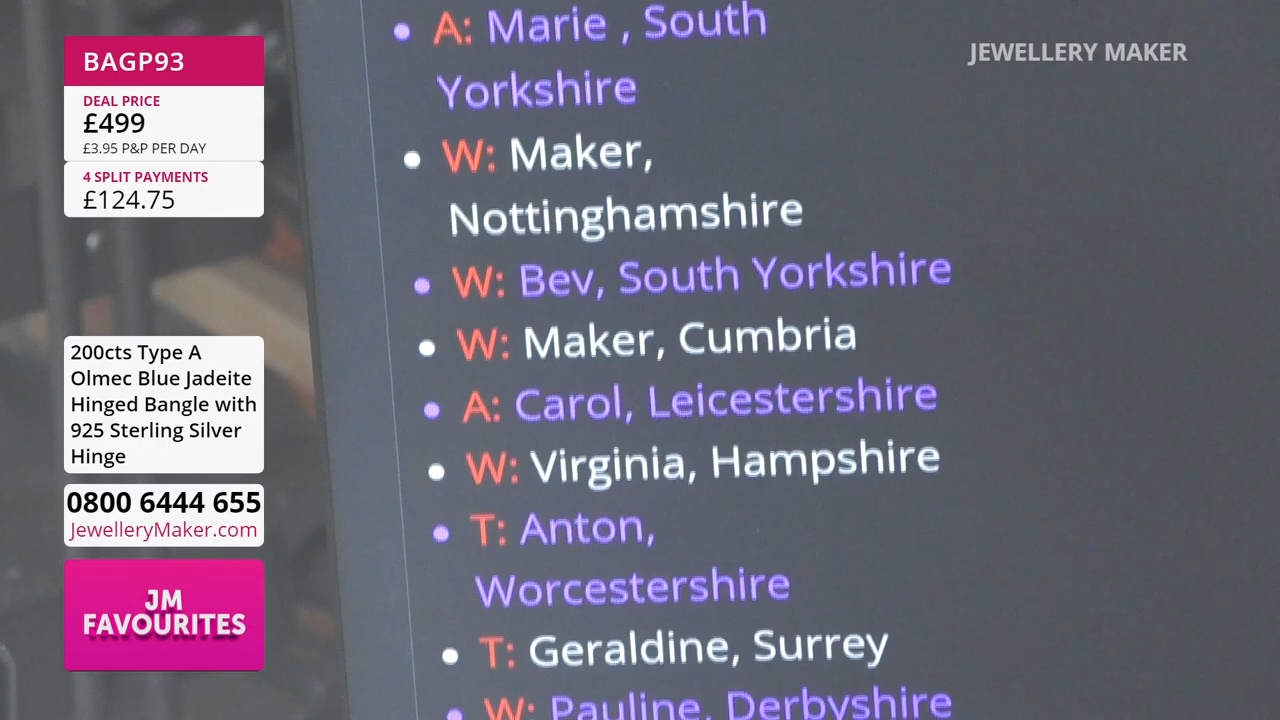 BAGP93
DEAL PRICE
£499
£3.95 P&P PER DAY
4 SPLIT PAYMENTS
£124.75
200cts Type A
Olmec Blue Jadeite
Hinged Bangle with
925 Sterling Silver
Hinge
0800 6444 655
JewelleryMaker.com
JM
FAVOURITES
JEWELLERY MAKER
• A: Marie , South
Yorkshire
• W: Maker,
Nottinghamshire
• W: Bev, South Yorkshire
• W: Maker, Cumbria
• A: Carol, Leicestershire
• W: Virginia, Hampshire
• T: Anton,
Worcestershire
• T: Geraldine, Surrey
• W: Pauline, Derbyshire